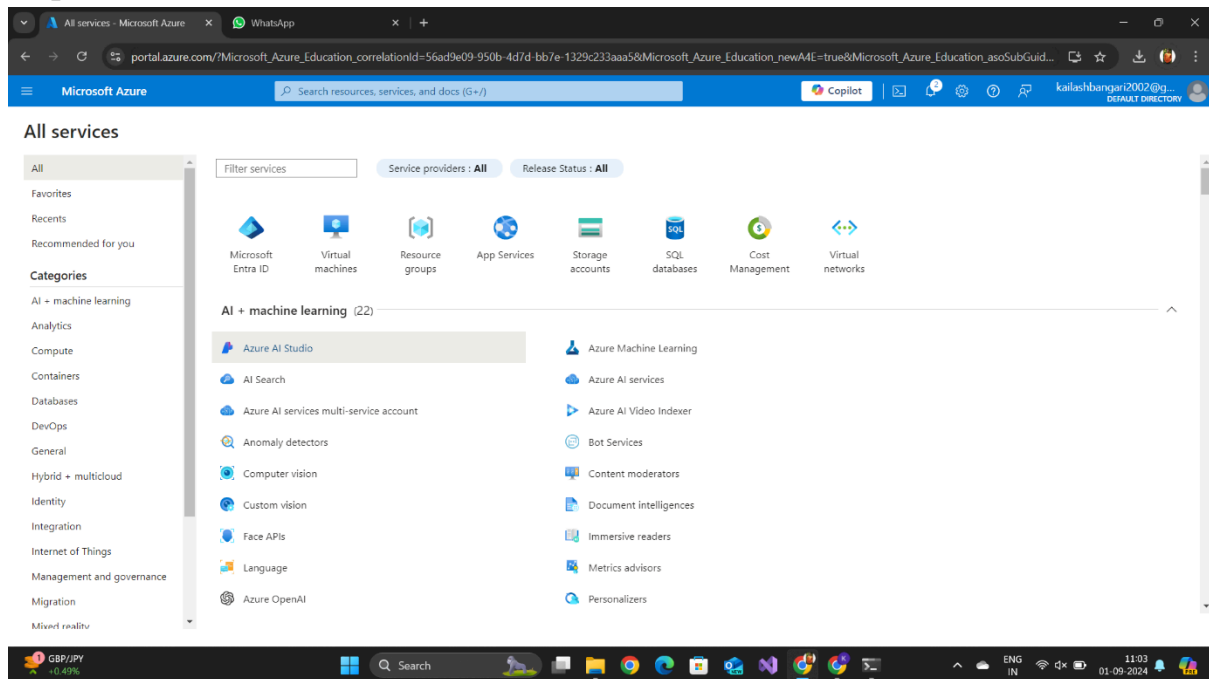 All services - Microsoft Azure
WhatsApp
portal.azure.com/?Microsoft_Azure_Education_correlationId=56ad9e09-950b-4d7d-bb7e-1329c233aaa5&Microsoft_Azure_Education_newA4E=true&Microsoft_Azure_Education_asoSubGuid...
Microsoft Azure
Search resources, services, and docs (G+/)
Copilot
2
kailashbangari2002@g...
DEFAULT DIRECTORY
All services
All
Favorites
Recents
Recommended for you
Categories
AI + machine learning
Analytics
Compute
Containers
Databases
DevOps
General
Hybrid + multicloud
Identity
Integration
Internet of Things
Management and governance
Migration
Mixed reality
Filter services
Service providers : All
Release Status : All
Microsoft
Entra ID
Virtual
machines
Resource
groups
App Services
Storage
accounts
SQL
SQL
databases
Cost
Management
Virtual
networks
AI + machine learning (22)
Azure AI Studio
Azure Machine Learning
AI Search
Azure AI services
Azure AI services multi-service account
Azure AI Video Indexer
Anomaly detectors
Bot Services
Computer vision
Content moderators
Custom vision
Document intelligences
Face APIs
Immersive readers
Language
Metrics advisors
Azure OpenAI
Personalizers
1
GBP/JPY
+0.49%
Search
ENG
IN
11:03
01-09-2024